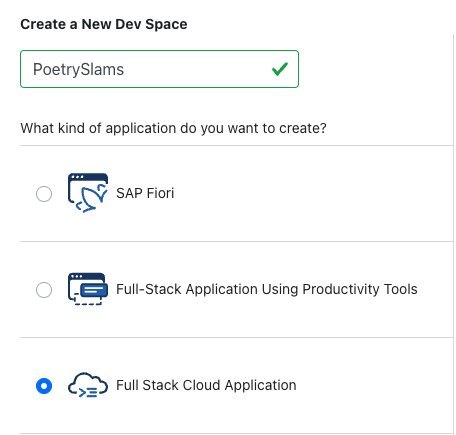 Create a New Dev Space
PoetrySlams
What kind of application do you want to create?
SAP Fiori
Full-Stack Application Using Productivity Tools
Full Stack Cloud Application